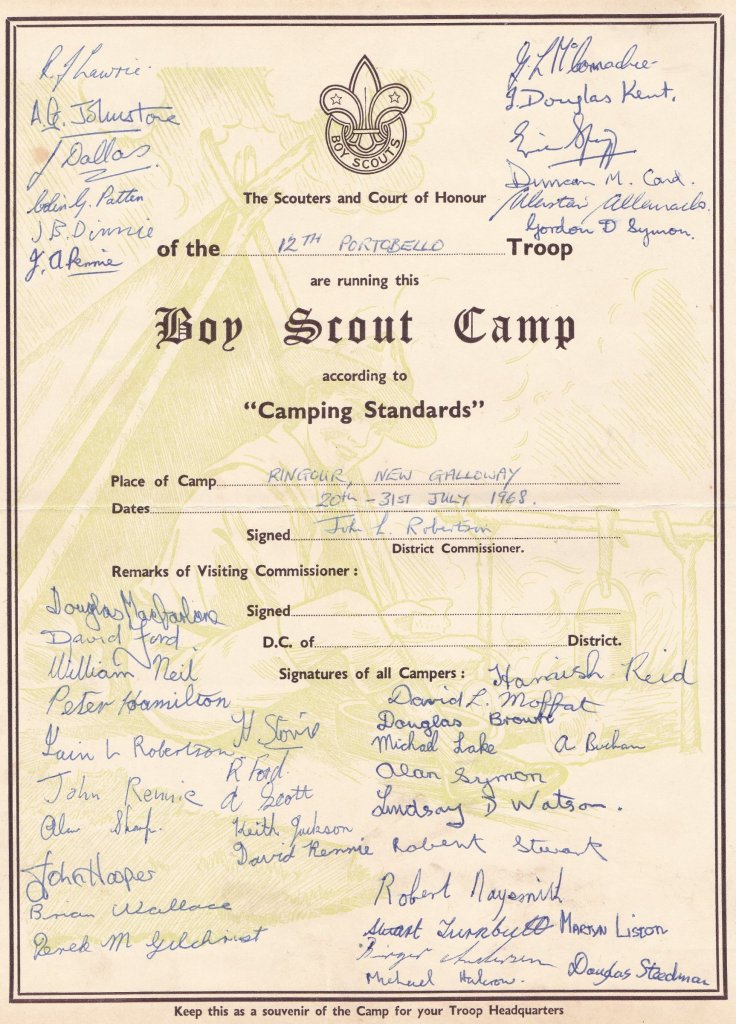 R J Lawrie
A.G. Johnstone
J Dallas
Colin G. Patten
J B. Dinnie
J. A Rennie
J. Douglas Kent.
Duncan M. Card.
Alastair
Gordon D Symon.
BOY SCOUTS
The Scouters and Court of Honour
of the 12TH PORTOBELLO Troop
are running this
Boy Scout Camp
according to
"Camping Standards"
Place of Camp RINGOUR, NEW GALLOWAY
Dates 20th - 31ST JULY 1968.
Signed John L. Robertson
District Commissioner.
Remarks of Visiting Commissioner:
Signed
D.C. of District.
Signatures of all Campers:
Douglas MacFarlane
David Ford
William Neil
Peter Hamilton
Iain L Robertson
John Rennie
Alan Sharp.
John Hooper
Brian Wallace
Derek M Gilchrist
R. Ford.
A Scott
Keith Jackson
David Rennie
Hamish Reid
David L. Moffat
Douglas Brown
Michael Lake
A Buchan
Alan Symon
Lindsay D Watson.
Robert Stewart
Robert Naysmith
Stuart Turnbull
MARTYN LISTON
Birger Andersen
Douglas Steedman
Michael Halcrow.
Keep this as a souvenir of the Camp for your Troop Headquarters